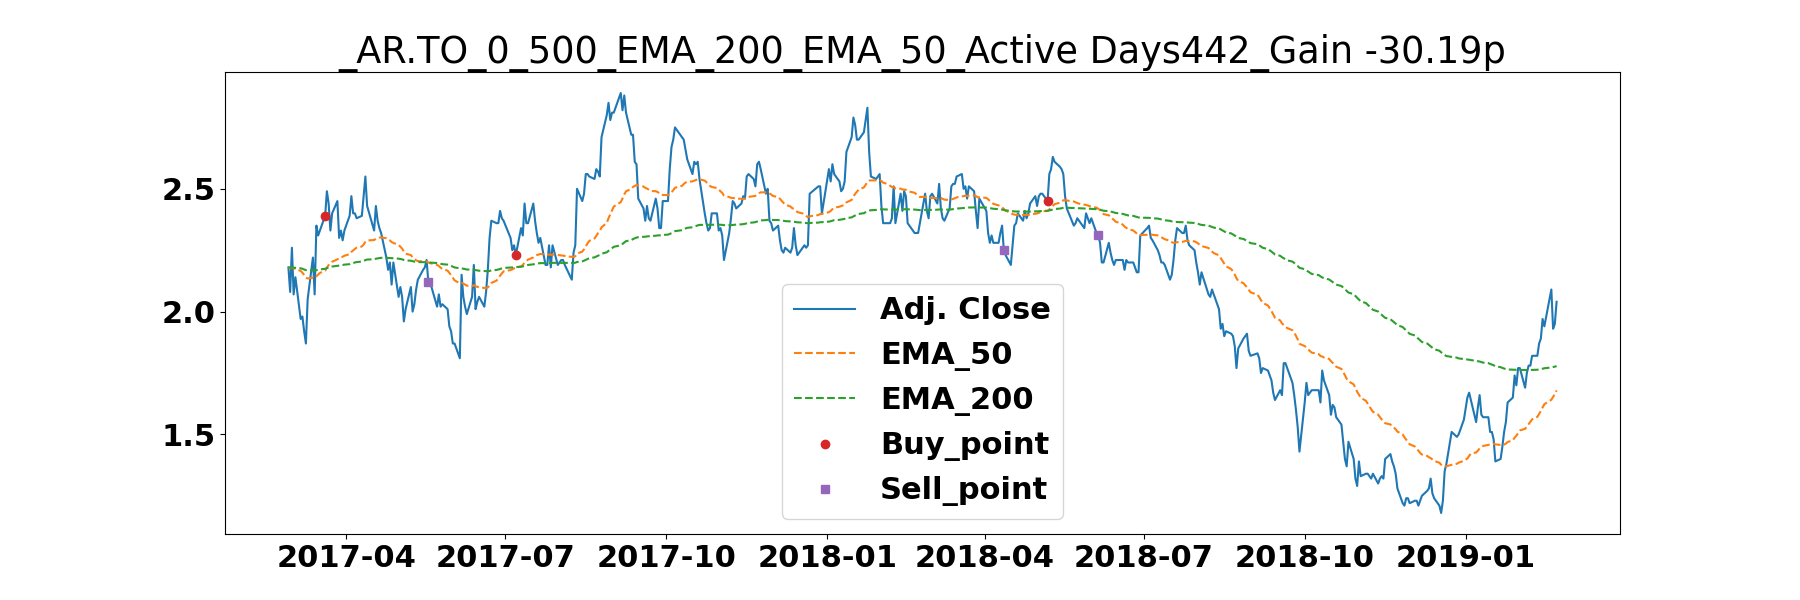 _AR.TO_0_500_EMA_200_EMA_50_Active Days442_Gain -30.19p
2.5
2.0
1.5
Adj. Close
EMA_50
EMA_200
Buy_point
Sell_point
2017-04 2017-07 2017-10 2018-01 2018-04 2018-07 2018-10 2019-01